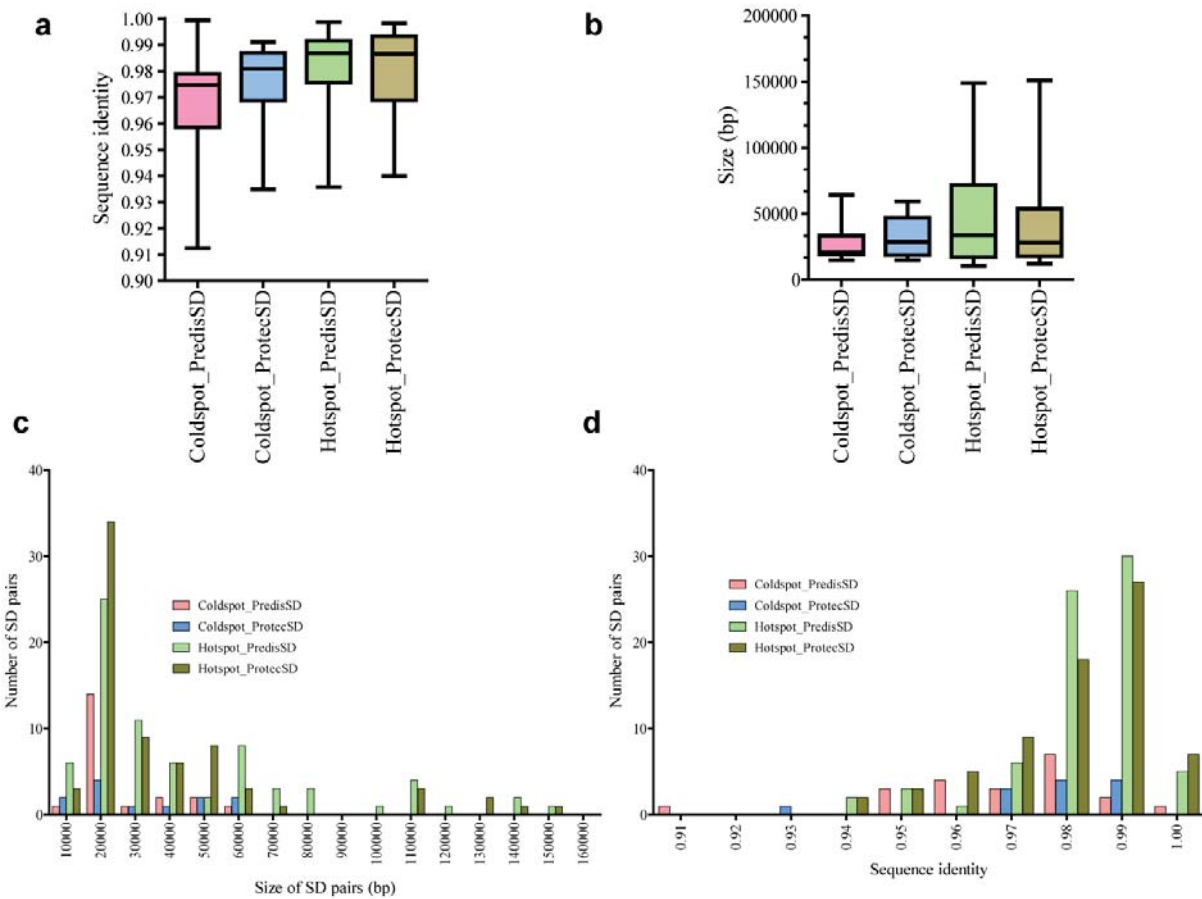 a
1.00
0.99
0.98
0.97
0.96
0.95
0.94
0.93
0.92
0.91
0.90
Sequence identity
Coldspot_PredisSD
Coldspot_ProtecSD
Hotspot_PredisSD
Hotspot_ProtecSD
b
200000
150000
100000
50000
0
Size (bp)
Coldspot_PredisSD
Coldspot_ProtecSD
Hotspot_PredisSD
Hotspot_ProtecSD
c
40
30
20
10
0
Number of SD pairs
Coldspot_PredisSD
Coldspot_ProtecSD
Hotspot_PredisSD
Hotspot_ProtecSD
10000
20000
30000
40000
50000
60000
70000
80000
90000
100000
110000
120000
130000
140000
150000
160000
Size of SD pairs (bp)
d
40
30
20
10
0
Number of SD pairs
Coldspot_PredisSD
Coldspot_ProtecSD
Hotspot_PredisSD
Hotspot_ProtecSD
0.91
0.92
0.93
0.94
0.95
0.96
0.97
0.98
0.99
1.00
Sequence identity